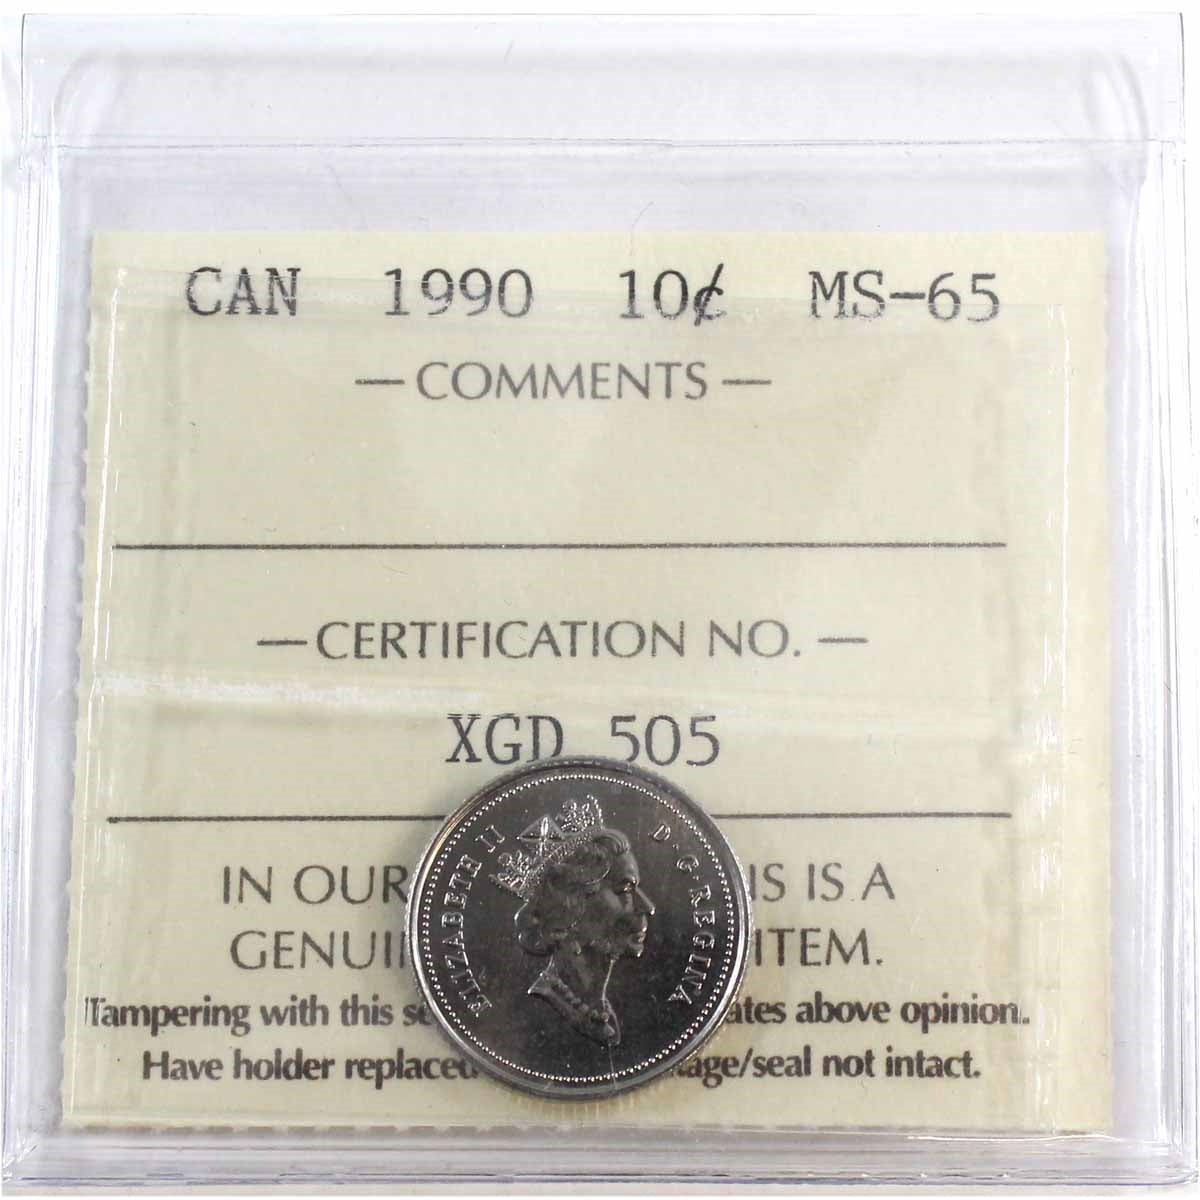 CAN 1990 10¢ MS-65
— COMMENTS —
— CERTIFICATION NO. —
XGD 505
IN OUR IS IS A
GENUI ITEM.
Tampering with this se ates above opinion.
Have holder replaced age/seal not intact.
ELIZABETH II D·G·REGINA